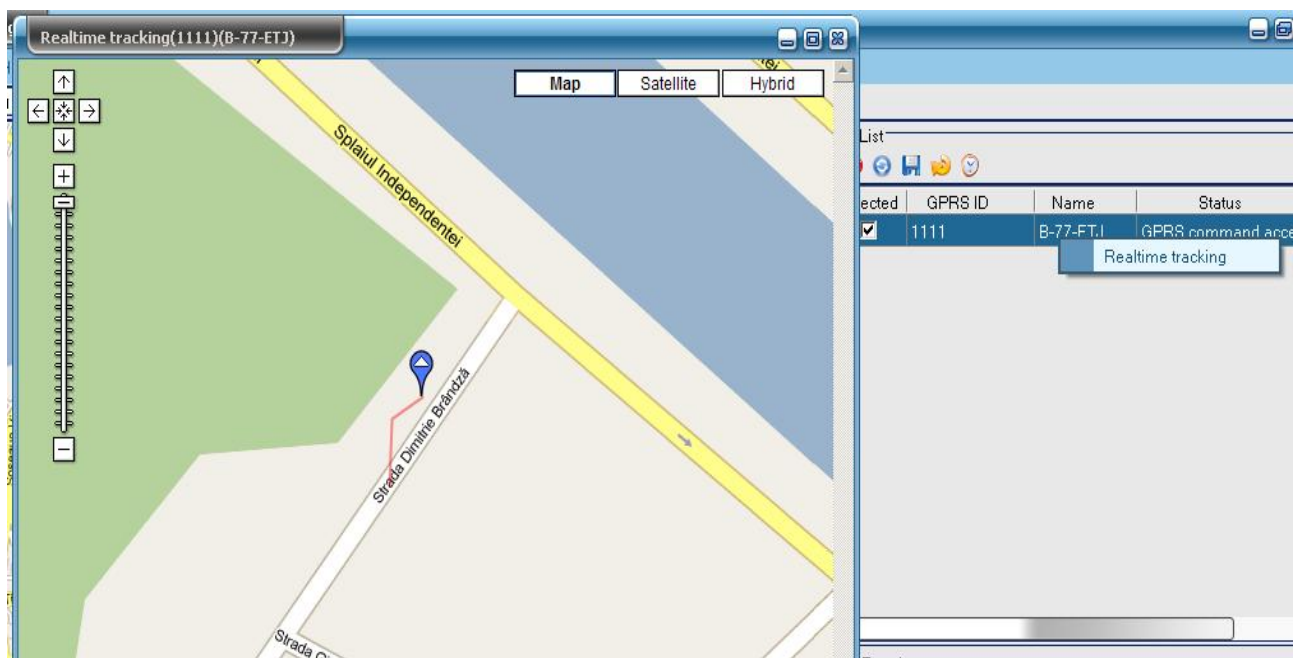 Realtime tracking(1111)(B-77-ETJ)
Map
Satellite
Hybrid
Splaiul Independentei
Strada Dimitrie Brândză
Strada
List
GPRS ID
Name
Status
1111
B-77-ETJ
GPRS command acce
Realtime tracking